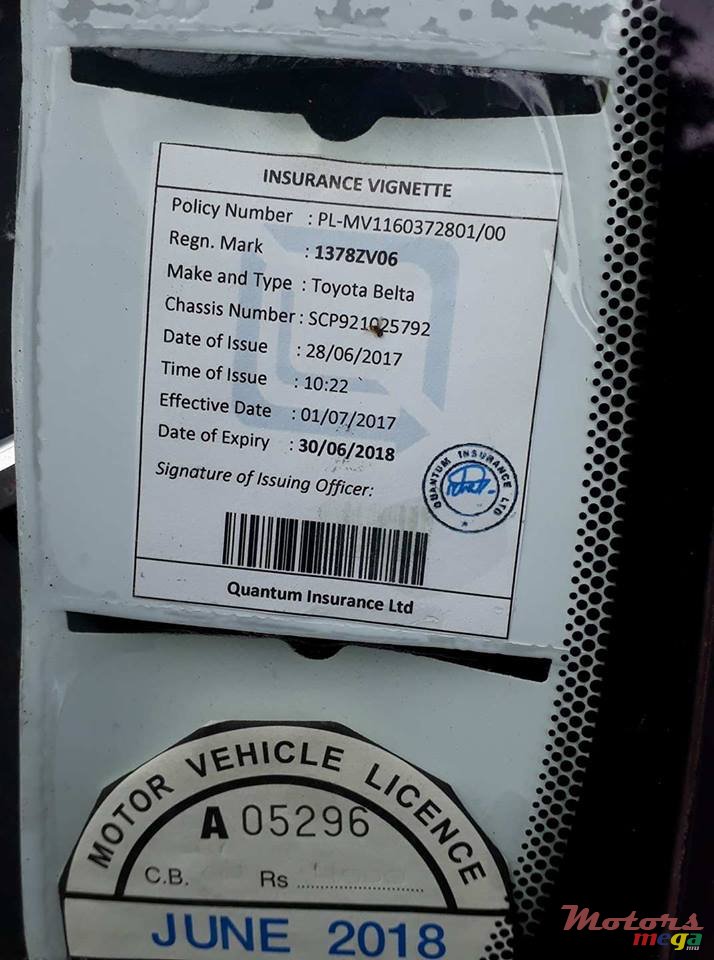 INSURANCE VIGNETTE
Policy Number : PL-MV1160372801/00
Regn. Mark : 1378ZV06
Make and Type : Toyota Belta
Chassis Number : SCP921025792
Date of Issue : 28/06/2017
Time of Issue : 10:22
Effective Date : 01/07/2017
Date of Expiry : 30/06/2018
Signature of Issuing Officer:
QUANTUM INSURANCE LTD
Quantum Insurance Ltd
MOTOR VEHICLE LICENCE
A 05296
C.B. Rs
JUNE 2018
Motors
mega
.mu